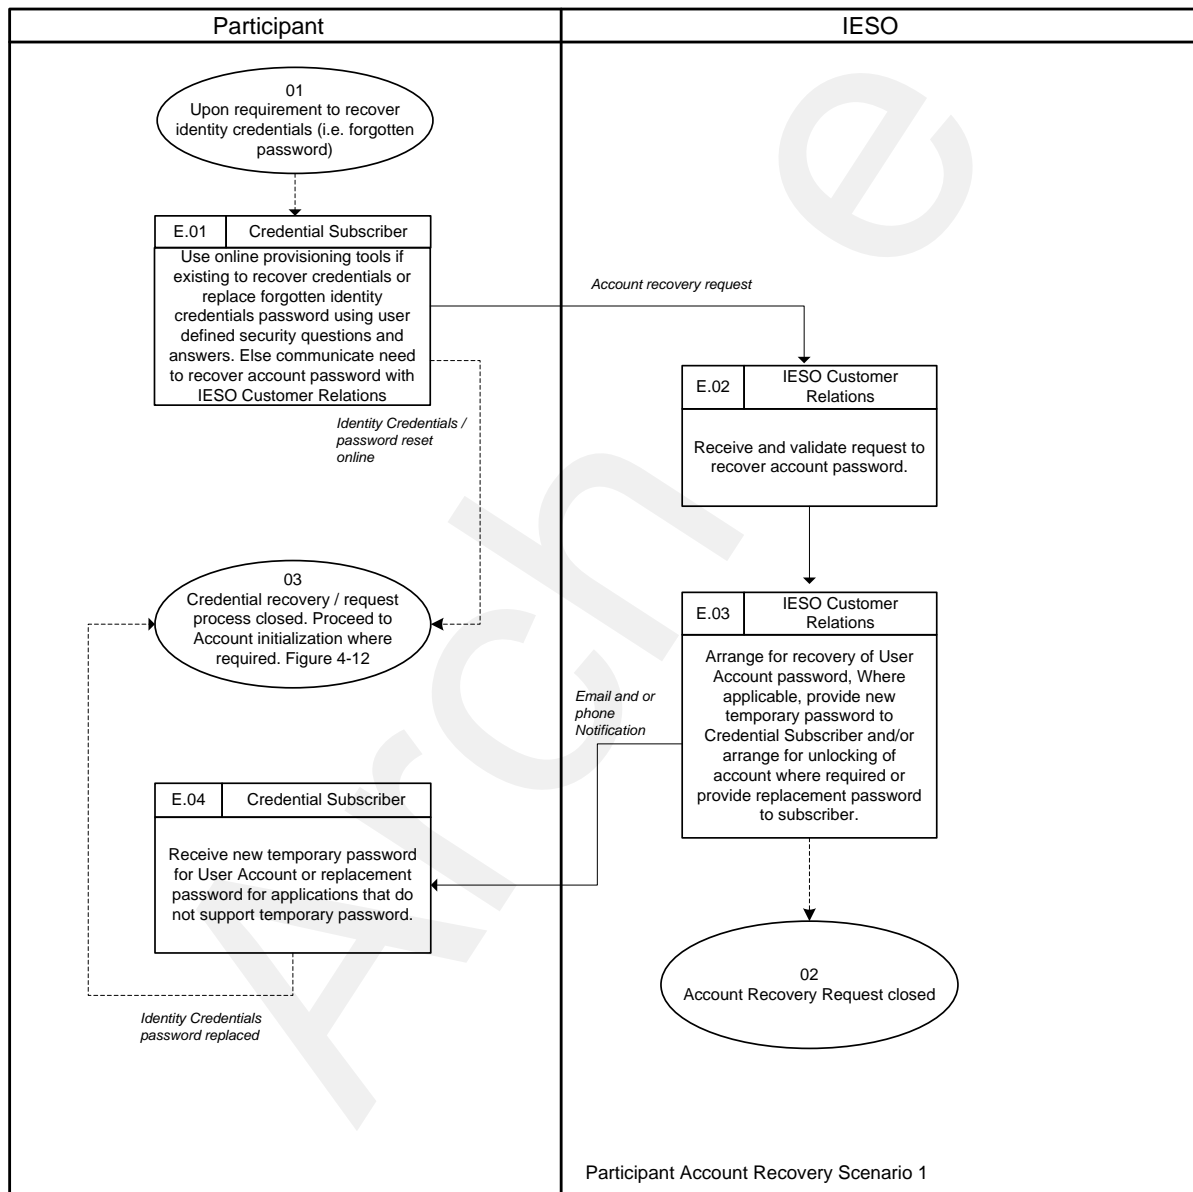 Participant
IESO
01
Upon requirement to recover
identity credentials (i.e. forgotten
password)
E.01
Credential Subscriber
Use online provisioning tools if
existing to recover credentials or
replace forgotten identity
credentials password using user
defined security questions and
answers. Else communicate need
to recover account password with
IESO Customer Relations
Account recovery request
E.02
IESO Customer
Relations
Receive and validate request to
recover account password.
Identity Credentials /
password reset
online
03
Credential recovery / request
process closed. Proceed to
Account initialization where
required. Figure 4-12
E.03
IESO Customer
Relations
Arrange for recovery of User
Account password, Where
applicable, provide new
temporary password to
Credential Subscriber and/or
arrange for unlocking of
account where required or
provide replacement password
to subscriber.
Email and or
phone
Notification
E.04
Credential Subscriber
Receive new temporary password
for User Account or replacement
password for applications that do
not support temporary password.
02
Account Recovery Request closed
Identity Credentials
password replaced
Participant Account Recovery Scenario 1
Arch e